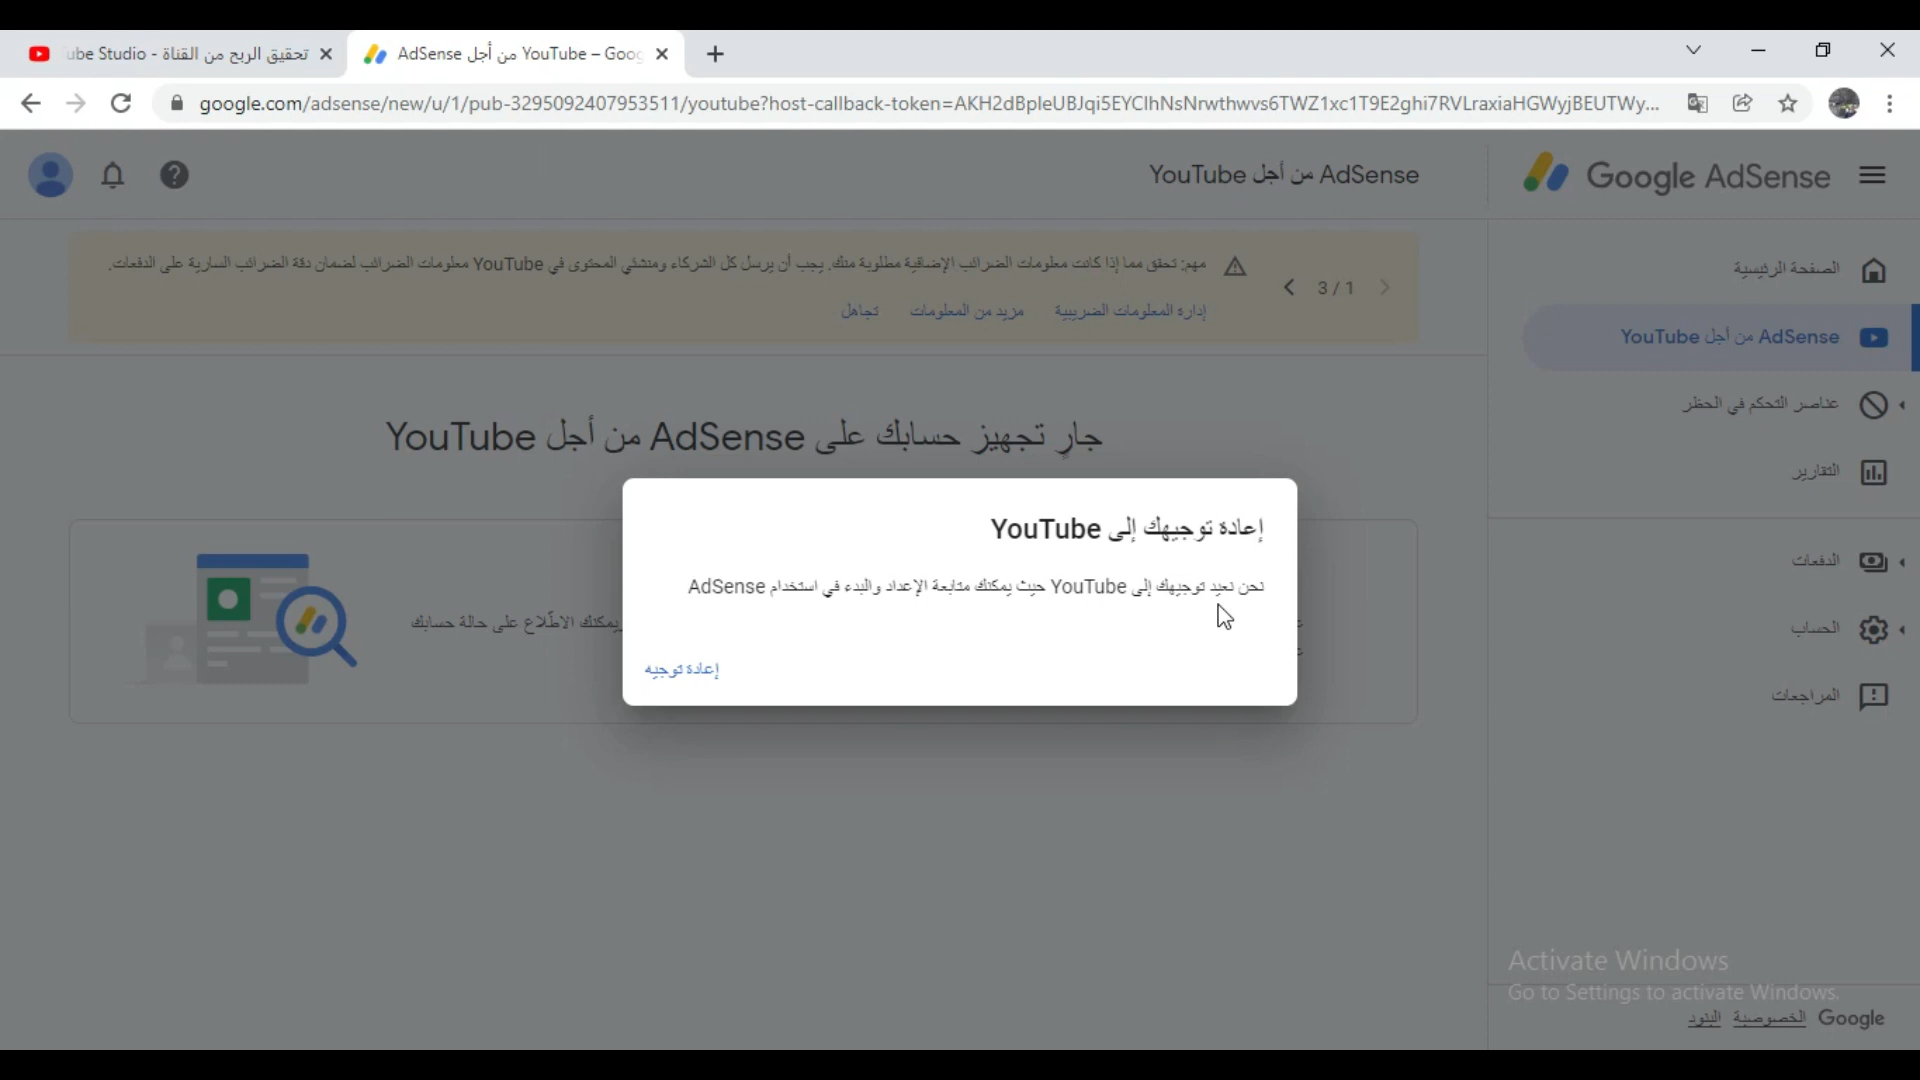 ube Studio - تحقيق الربح من القناة
AdSense من أجل YouTube – Goog
google.com/adsense/new/u/1/pub-3295092407953511/youtube?host-callback-token=AKH2dBpleUBJqi5EYClhNsNrwthwvs6TWZ1xc1T9E2ghi7RVLraxiaHGWyjBEUTWy...
Google AdSense
AdSense من أجل YouTube
مهم: تحقق مما إذا كانت معلومات الضرائب الإضافية مطلوبة منك. يجب أن يرسل كل الشركاء ومنشئي المحتوى في YouTube معلومات الضرائب لضمان دقة الضرائب السارية على الدفعات.
3 / 1
إدارة المعلومات الضريبية مزيد من المعلومات تجاهل
الصفحة الرئيسية
AdSense من أجل YouTube
عناصر التحكم في الحظر
التقارير
الدفعات
الحساب
المراجعات
جارٍ تجهيز حسابك على AdSense من أجل YouTube
يمكنك الاطّلاع على حالة حسابك
إعادة توجيهك إلى YouTube
نحن نعيد توجيهك إلى YouTube حيث يمكنك متابعة الإعداد والبدء في استخدام AdSense
إعادة توجيه
Activate Windows
Go to Settings to activate Windows.
Google الخصوصية البنود